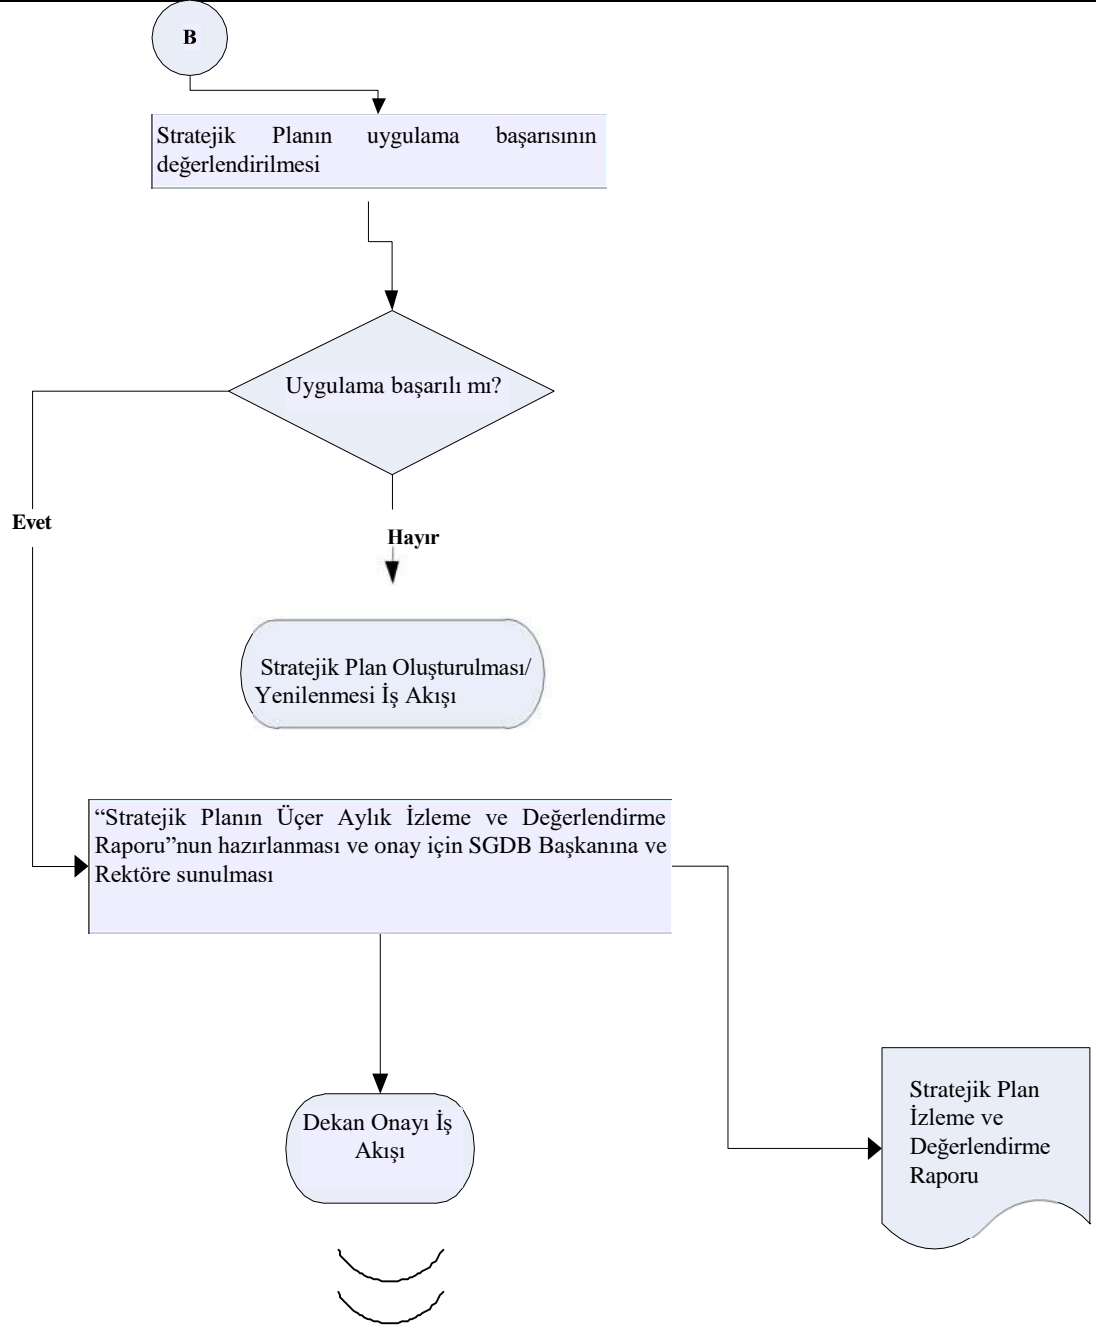 B
Stratejik Planın uygulama başarısının
değerlendirilmesi
Uygulama başarılı mı?
Evet
Hayır
Stratejik Plan Oluşturulması/
Yenilenmesi İş Akışı
“Stratejik Planın Üçer Aylık İzleme ve Değerlendirme
Raporu”nun hazırlanması ve onay için SGDB Başkanına ve
Rektöre sunulması
Dekan Onayı İş
Akışı
Stratejik Plan
İzleme ve
Değerlendirme
Raporu